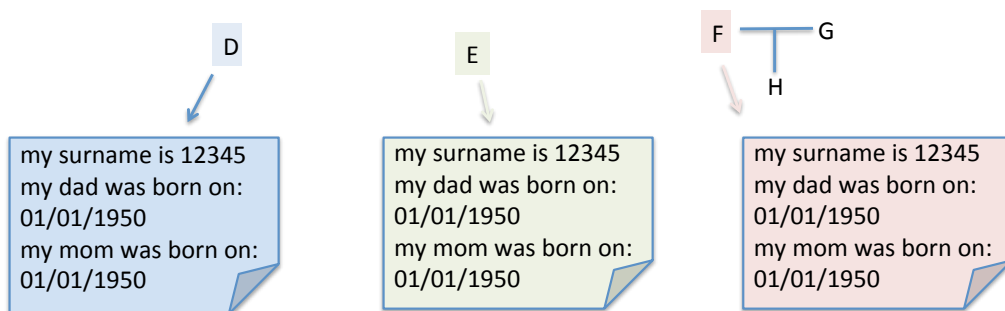 D
E
F
G
H
my surname is 12345
my dad was born on:
01/01/1950
my mom was born on:
01/01/1950
my surname is 12345
my dad was born on:
01/01/1950
my mom was born on:
01/01/1950
my surname is 12345
my dad was born on:
01/01/1950
my mom was born on:
01/01/1950